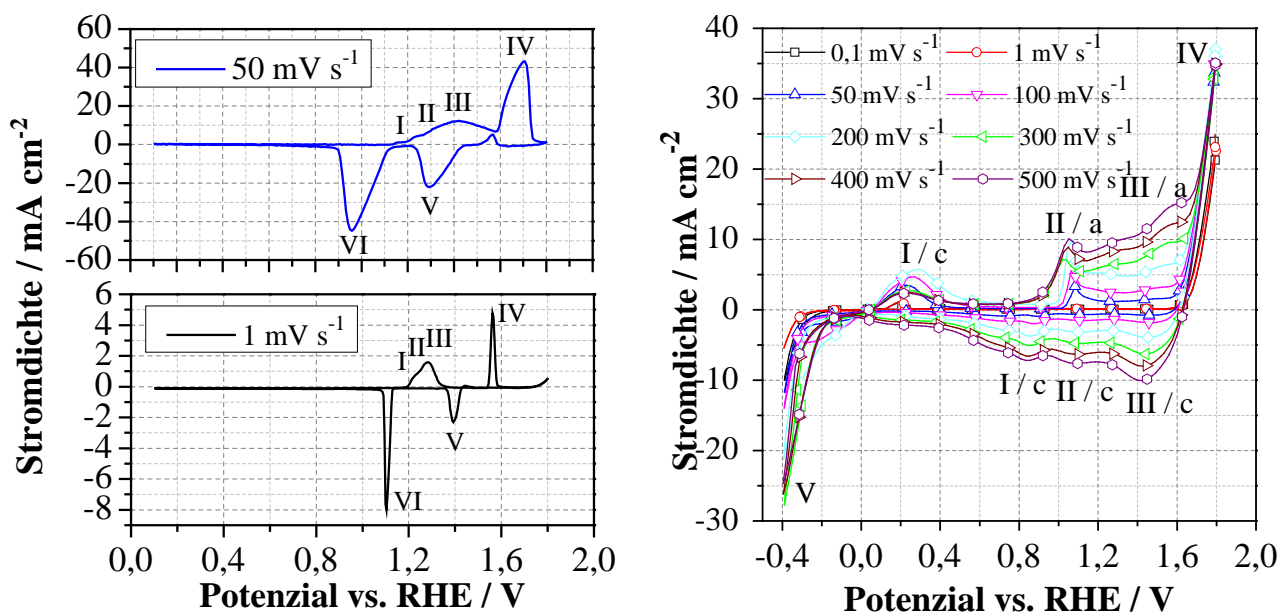 Stromdichte / mA cm⁻²
60
40
20
0
-20
-40
-60
50 mV s⁻¹
I
II
III
IV
V
VI
6
4
2
0
-2
-4
-6
-8
1 mV s⁻¹
I
II
III
IV
V
VI
0,0 0,4 0,8 1,2 1,6 2,0
Potenzial vs. RHE / V
Stromdichte / mA cm⁻²
40
30
20
10
0
-10
-20
-30
0,1 mV s⁻¹ 1 mV s⁻¹
50 mV s⁻¹ 100 mV s⁻¹
200 mV s⁻¹ 300 mV s⁻¹
400 mV s⁻¹ 500 mV s⁻¹
IV
III / a
II / a
I / c
I / c II / c III / c
V
-0,4 0,0 0,4 0,8 1,2 1,6 2,0
Potenzial vs. RHE / V